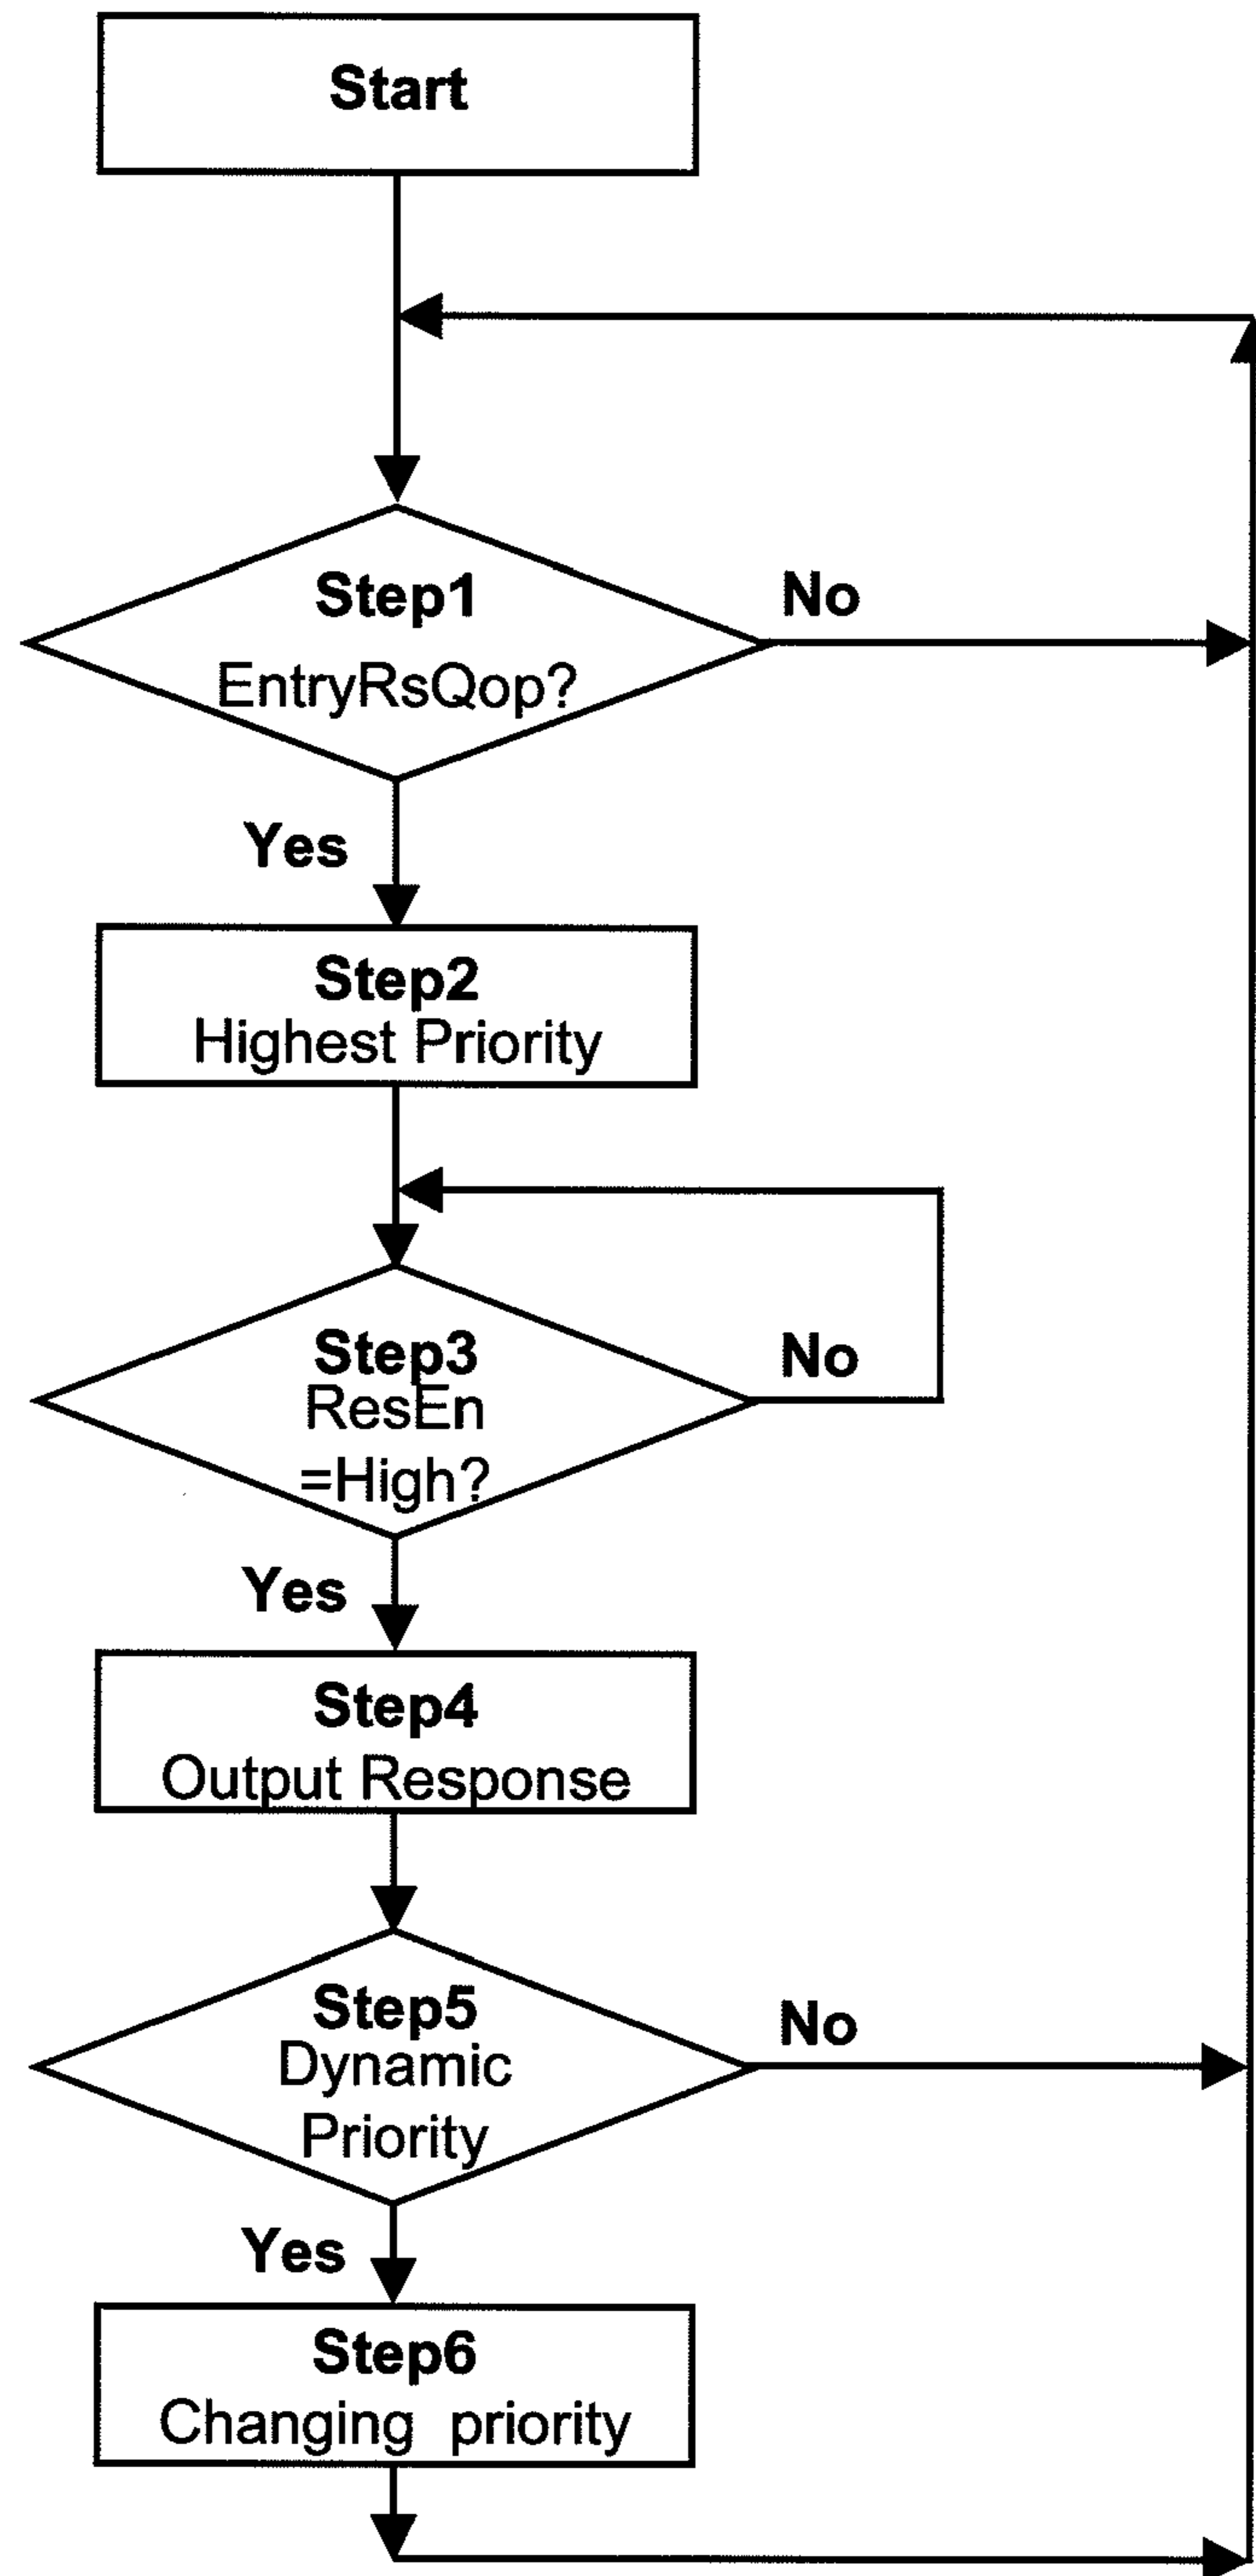 Start
Step1
No
EntryRsQop?
Yes
Step2
Highest Priority
Step3
No
ResEn
=High?
Yes
Step4
Output Response
Step5
No
Dynamic
Priority
Yes
Step6
Changing priority